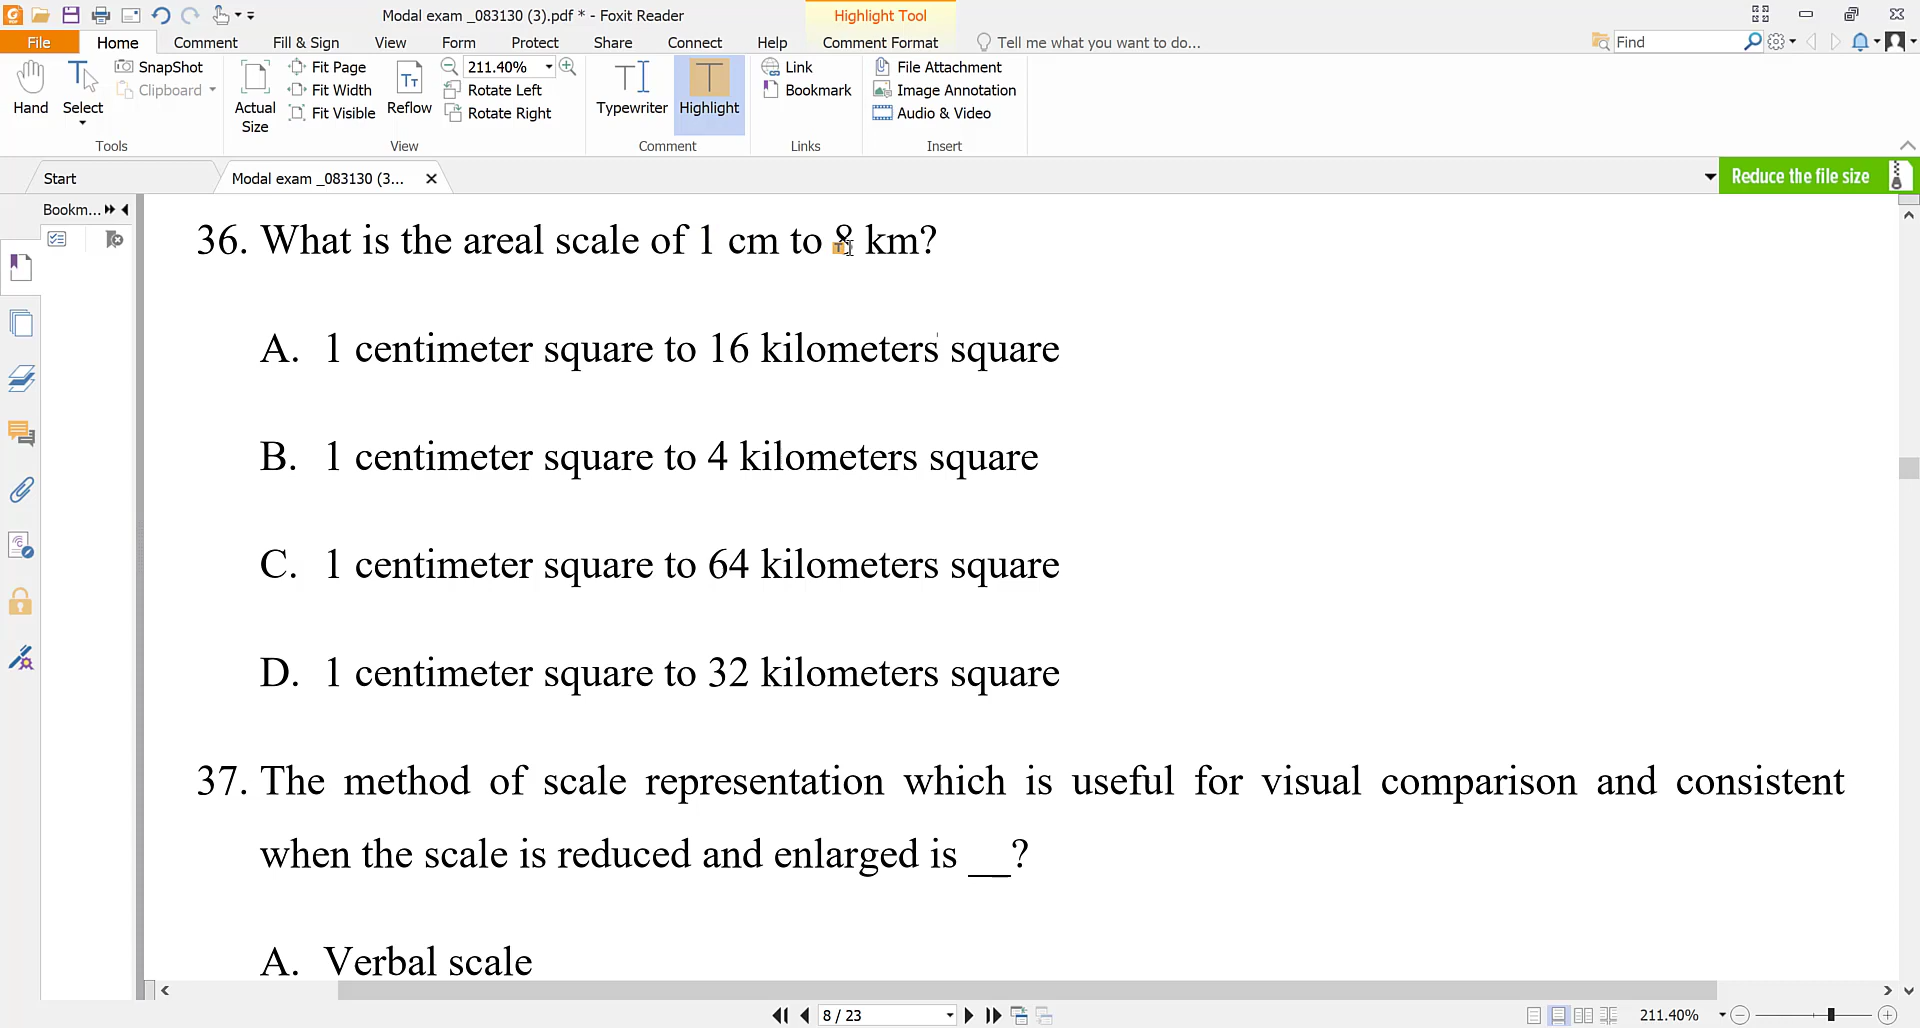 Modal exam _083130 (3).pdf * - Foxit Reader
Highlight Tool
File Home Comment Fill & Sign View Form Protect Share Connect Help Comment Format Tell me what you want to do... Find
Hand
Select
SnapShot
Clipboard
Tools
Actual Size
Fit Page
Fit Width
Fit Visible
Reflow
211.40%
Rotate Left
Rotate Right
View
Typewriter
Highlight
Comment
Link
Bookmark
Links
File Attachment
Image Annotation
Audio & Video
Insert
Start
Modal exam _083130 (3...
Reduce the file size
Bookm...
36. What is the areal scale of 1 cm to 8 km?
A. 1 centimeter square to 16 kilometers square
B. 1 centimeter square to 4 kilometers square
C. 1 centimeter square to 64 kilometers square
D. 1 centimeter square to 32 kilometers square
37. The method of scale representation which is useful for visual comparison and consistent
when the scale is reduced and enlarged is __?
A. Verbal scale
8 / 23
211.40%